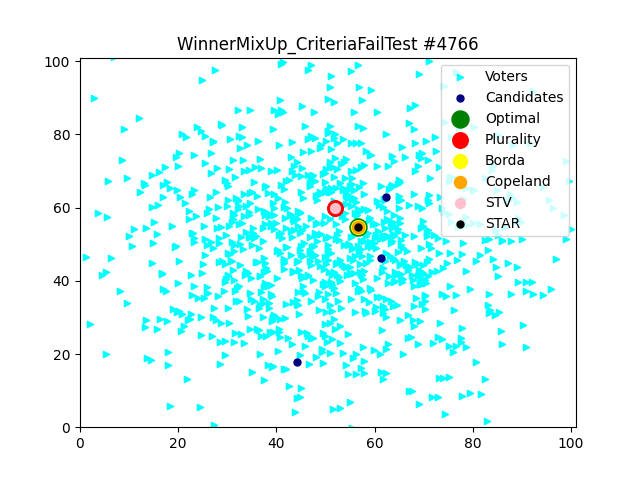 WinnerMixUp_CriteriaFailTest #4766
100
80
60
40
20
0
0 20 40 60 80 100
Voters
Candidates
Optimal
Plurality
Borda
Copeland
STV
STAR